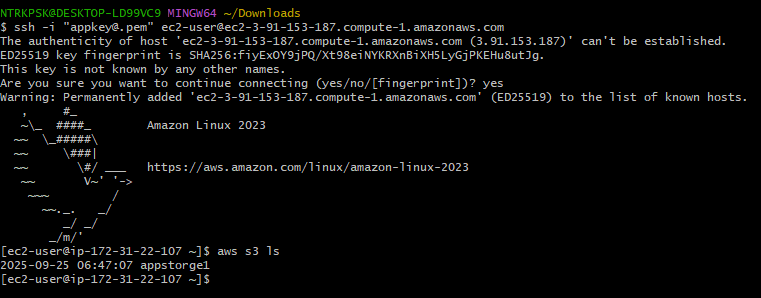 NTRKPSK@DESKTOP-LD99VC9 MINGW64 ~/Downloads
$ ssh -i "appkey@.pem" ec2-user@ec2-3-91-153-187.compute-1.amazonaws.com
The authenticity of host 'ec2-3-91-153-187.compute-1.amazonaws.com (3.91.153.187)' can't be established.
ED25519 key fingerprint is SHA256:fiyExOY9jPQ/Xt98eiNYKRXnBiXH5LyGjPKEHu8utJg.
This key is not known by any other names.
Are you sure you want to continue connecting (yes/no/[fingerprint])? yes
Warning: Permanently added 'ec2-3-91-153-187.compute-1.amazonaws.com' (ED25519) to the list of known hosts.
   ,     #_
   ~\_  ####_        Amazon Linux 2023
  ~~  \_#####\
  ~~     \###|
  ~~       \#/ ___   https://aws.amazon.com/linux/amazon-linux-2023
   ~~       V~' '->
    ~~~         /
      ~~._.   _/
         _/ _/
       _/m/'
[ec2-user@ip-172-31-22-107 ~]$ aws s3 ls
2025-09-25 06:47:07 appstorge1
[ec2-user@ip-172-31-22-107 ~]$